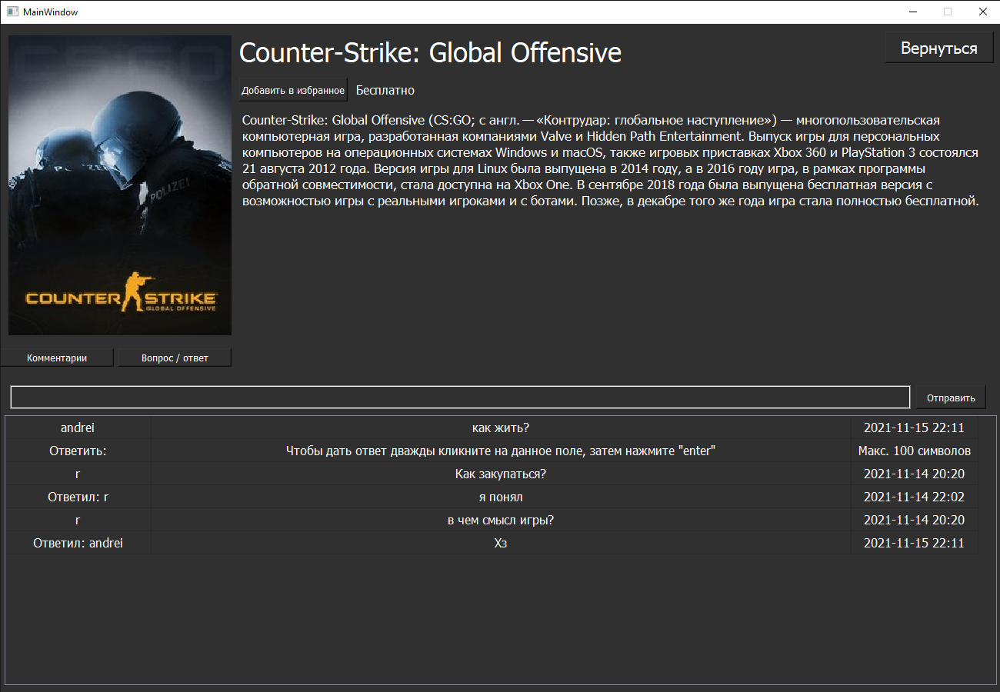 MainWindow
CS:GO
Counter-Strike: Global Offensive
Вернуться
Добавить в избранное Бесплатно
Counter-Strike: Global Offensive (CS:GO; с англ. — «Контрудар: глобальное наступление») — многопользовательская
компьютерная игра, разработанная компаниями Valve и Hidden Path Entertainment. Выпуск игры для персональных
компьютеров на операционных системах Windows и macOS, также игровых приставках Xbox 360 и PlayStation 3 состоялся
21 августа 2012 года. Версия игры для Linux была выпущена в 2014 году, а в 2016 году игра, в рамках программы
обратной совместимости, стала доступна на Xbox One. В сентябре 2018 года была выпущена бесплатная версия с
возможностью игры с реальными игроками и с ботами. Позже, в декабре того же года игра стала полностью бесплатной.
POLIZEI
COUNTER STRIKE
GLOBAL OFFENSIVE
Комментарии Вопрос / ответ
Отправить
andrei как жить? 2021-11-15 22:11
Ответить: Чтобы дать ответ дважды кликните на данное поле, затем нажмите "enter" Макс. 100 символов
r Как закупаться? 2021-11-14 20:20
Ответил: r я понял 2021-11-14 22:02
r в чем смысл игры? 2021-11-14 20:20
Ответил: andrei Хз 2021-11-15 22:11